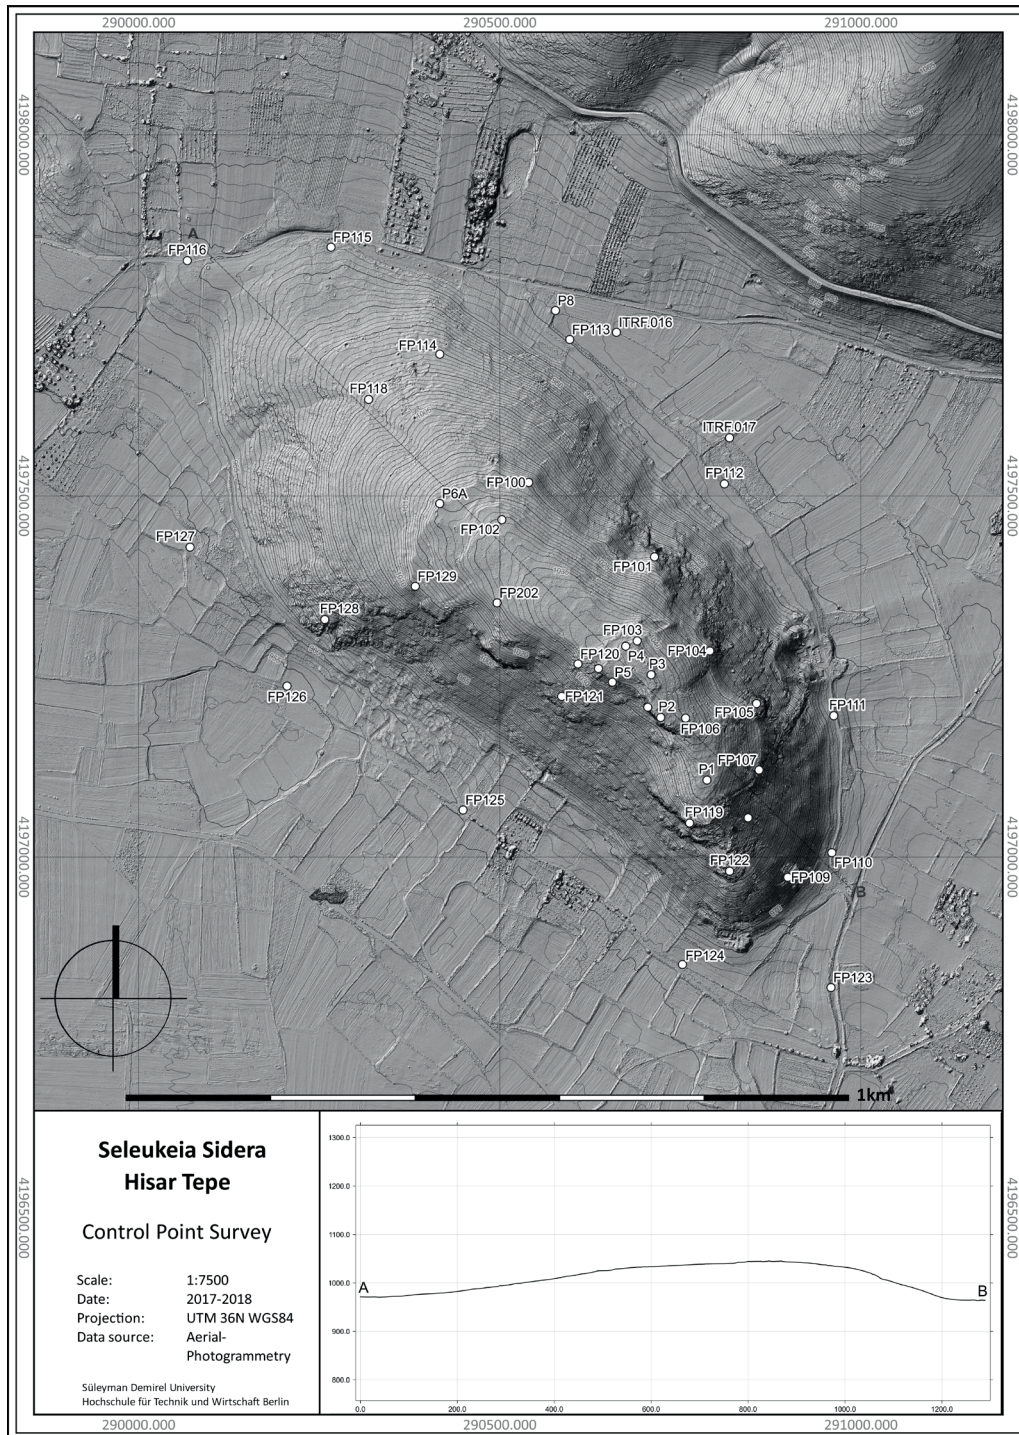 290000.000
290500.000
291000.000
4198000.000
4198000.000
A
FP116
FP115
P8
FP113
ITRF.016
FP114
FP118
ITRF.017
FP112
FP100
P6A
FP102
4197500.000
4197500.000
FP127
FP101
FP129
FP202
FP128
FP103
P4
FP104
FP120
P3
P5
FP126
FP121
P2
FP105
FP111
FP106
FP107
P1
FP125
FP119
4197000.000
4197000.000
FP122
FP110
FP109
B
FP124
FP123
1km
Seleukeia Sidera
Hisar Tepe
Control Point Survey
Scale: 1:7500
Date: 2017-2018
Projection: UTM 36N WGS84
Data source: Aerial-
Photogrammetry
Süleyman Demirel University
Hochschule für Technik und Wirtschaft Berlin
4196500.000
4196500.000
1300.0
1200.0
1100.0
1000.0
900.0
800.0
A
B
0.0
200.0
400.0
600.0
800.0
1000.0
1200.0
290000.000
290500.000
291000.000